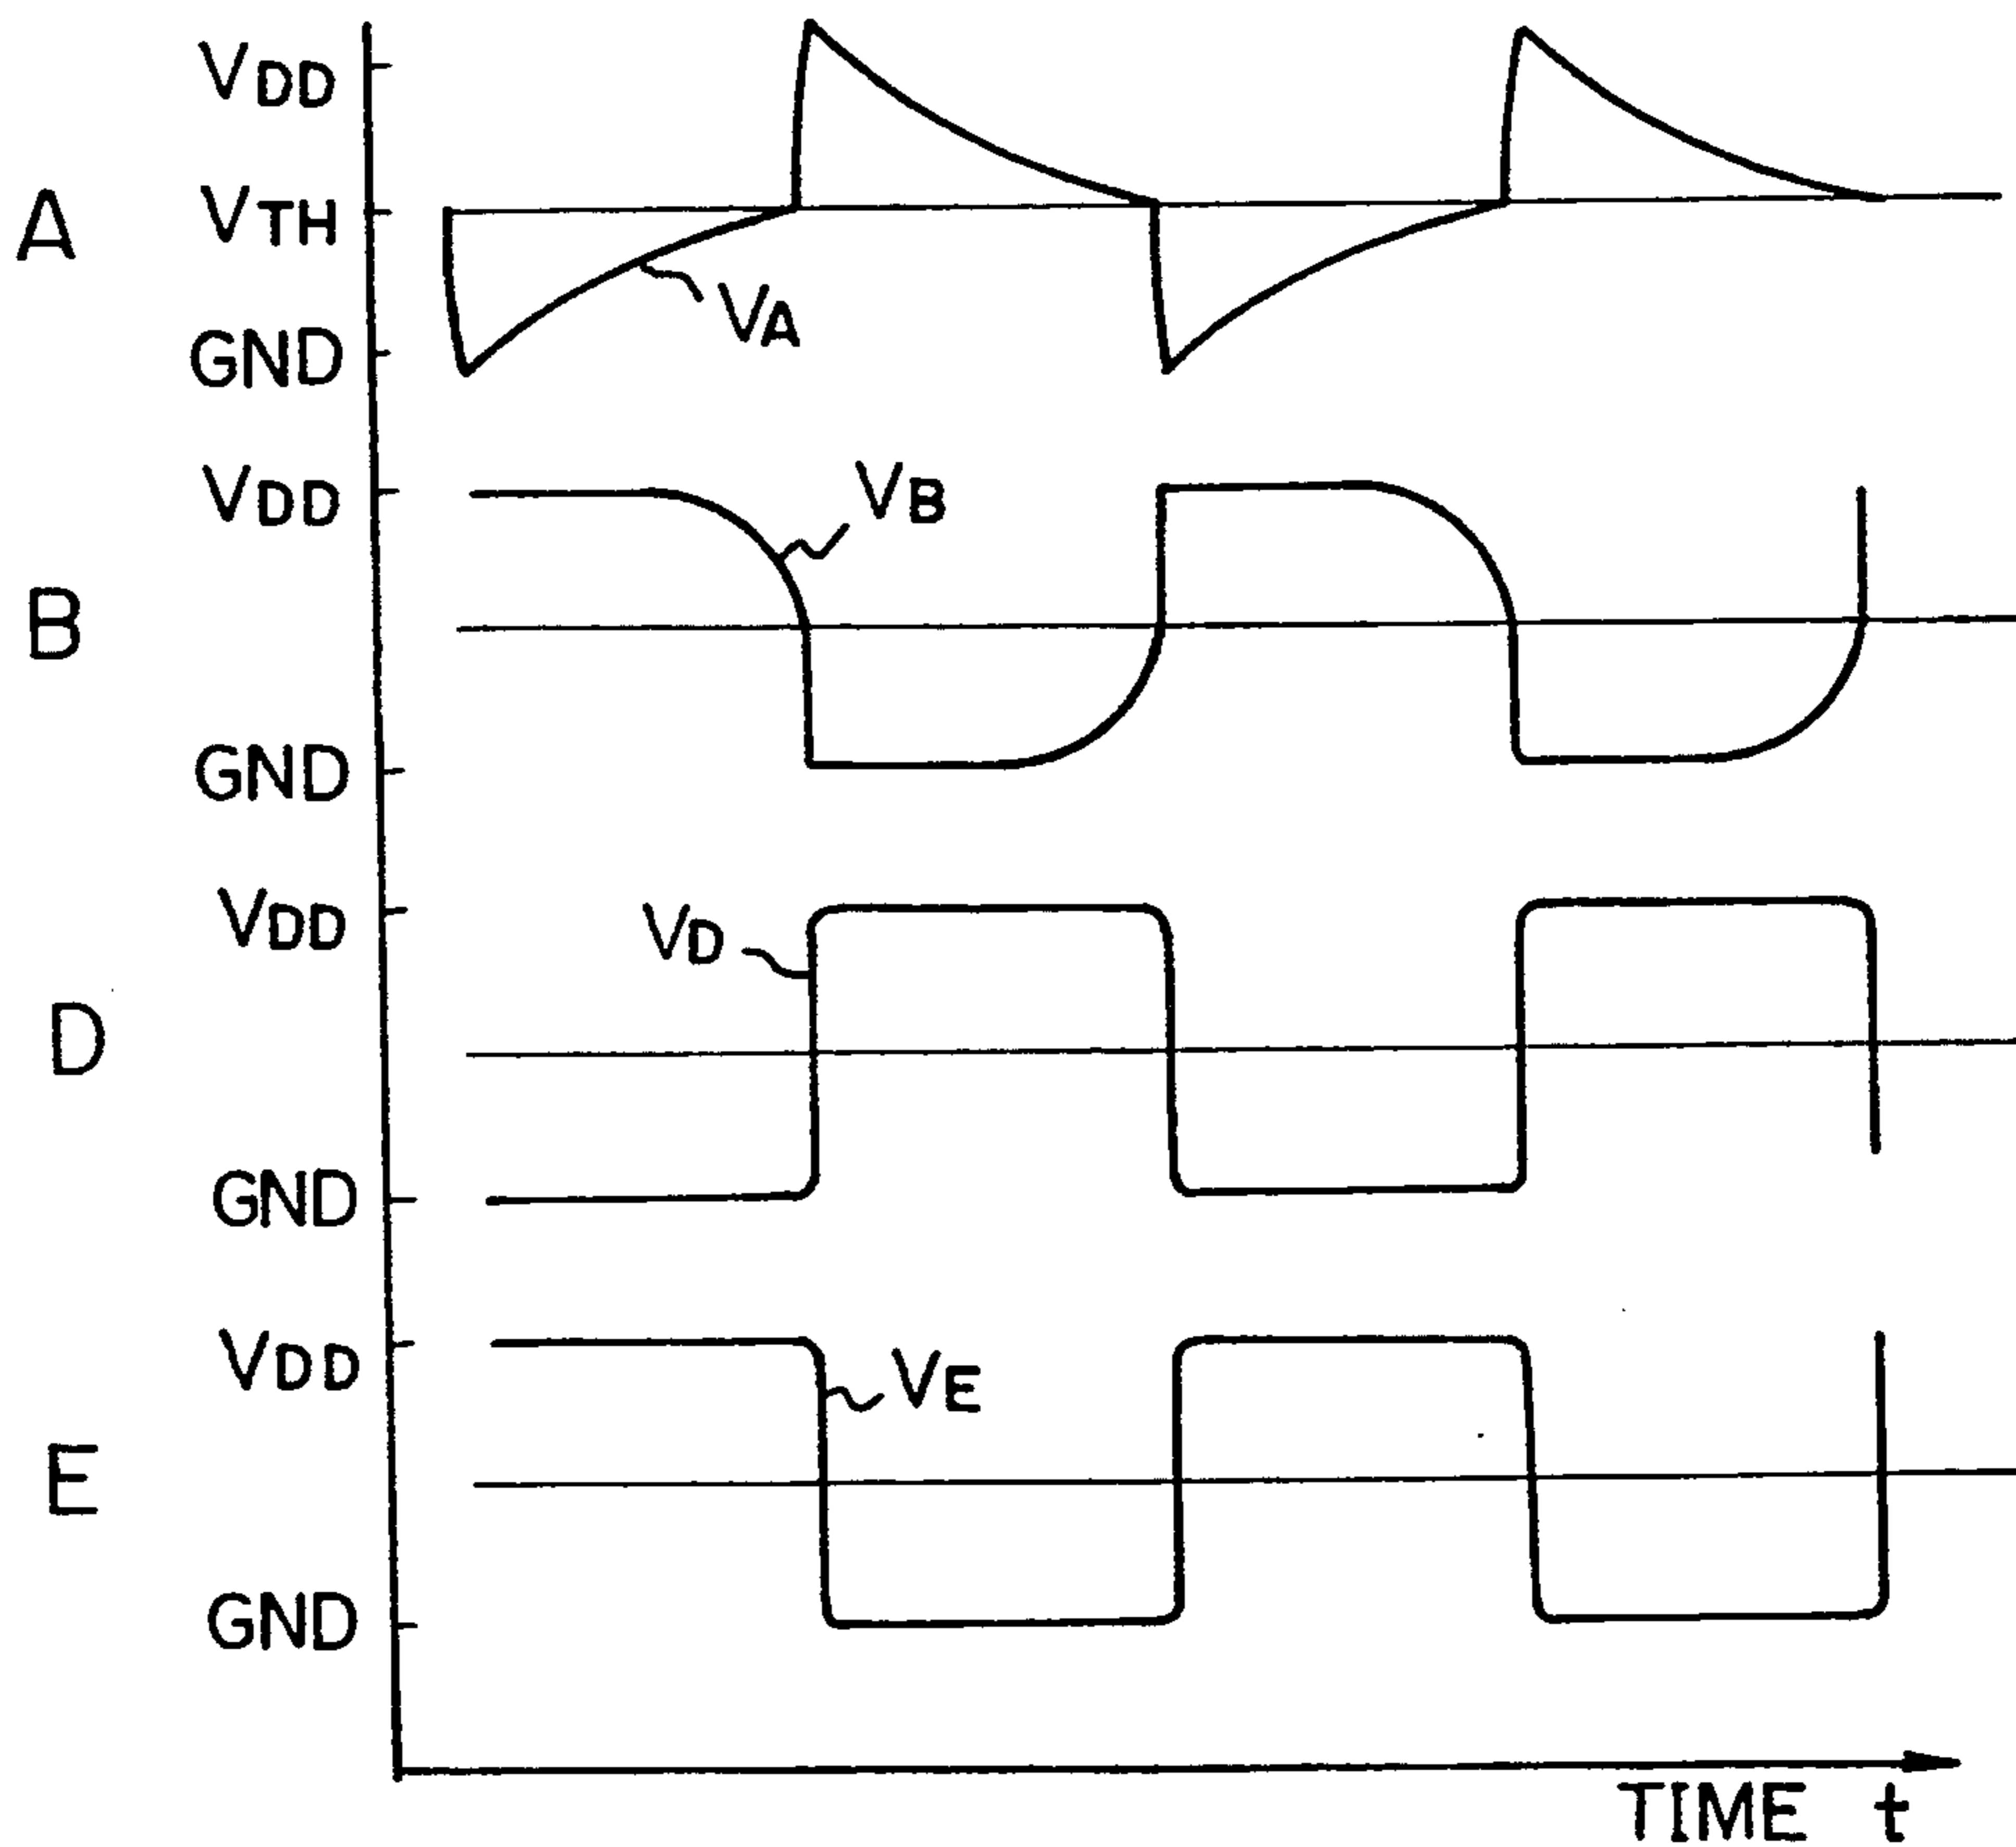 VDD
A VTH
VA
GND
VDD
VB
B
GND
VDD
VD
D
GND
VDD
VE
E
GND
TIME t